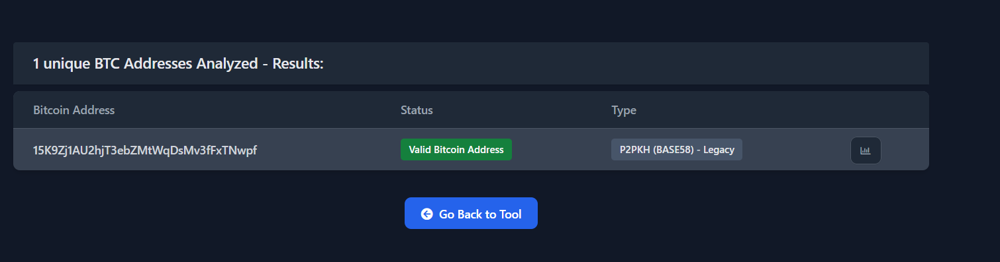 1 unique BTC Addresses Analyzed - Results:
Bitcoin Address Status Type
15K9Zj1AU2hjT3ebZMtWqDsMv3fFxTNwpf Valid Bitcoin Address P2PKH (BASE58) - Legacy
Go Back to Tool